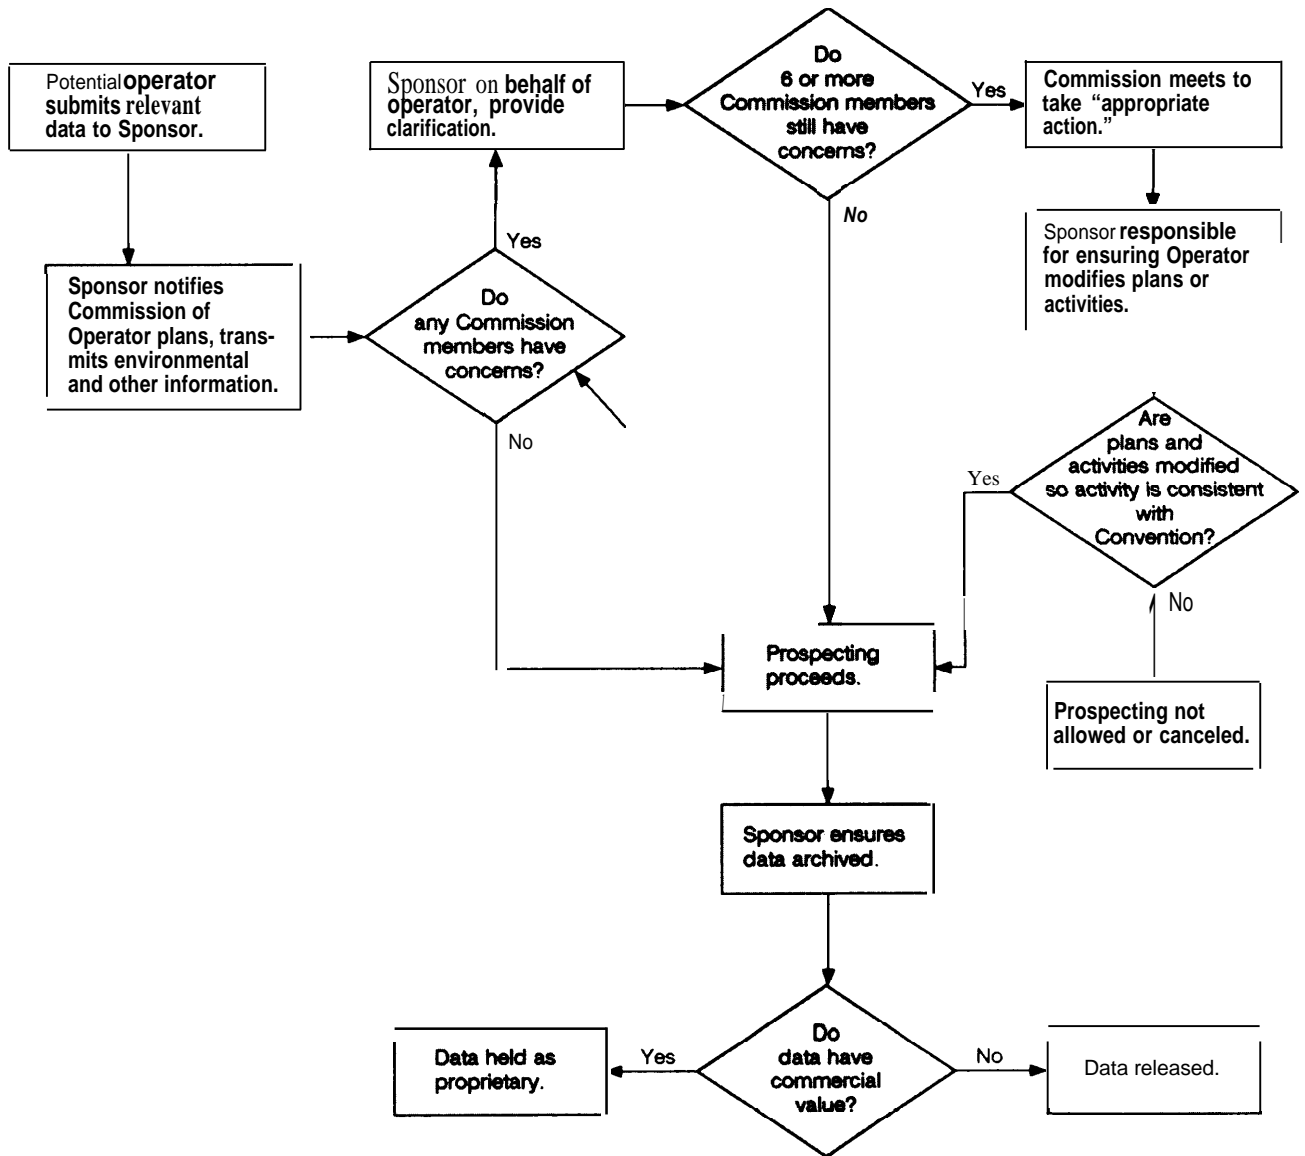 Potential operator
submits relevant
data to Sponsor.
Sponsor on behalf of
operator, provide
clarification.
Do
6 or more
Commission members
still have
concerns?
Yes
Commission meets to
take “appropriate
action.”
No
Sponsor responsible
for ensuring Operator
modifies plans or
activities.
Yes
Sponsor notifies
Commission of
Operator plans, trans-
mits environmental
and other information.
Do
any Commission
members have
concerns?
No
Are
plans and
activities modified
so activity is consistent
with
Convention?
Yes
No
Prospecting
proceeds.
Prospecting not
allowed or canceled.
Sponsor ensures
data archived.
Do
data have
commercial
value?
Yes
Data held as
proprietary.
No
Data released.